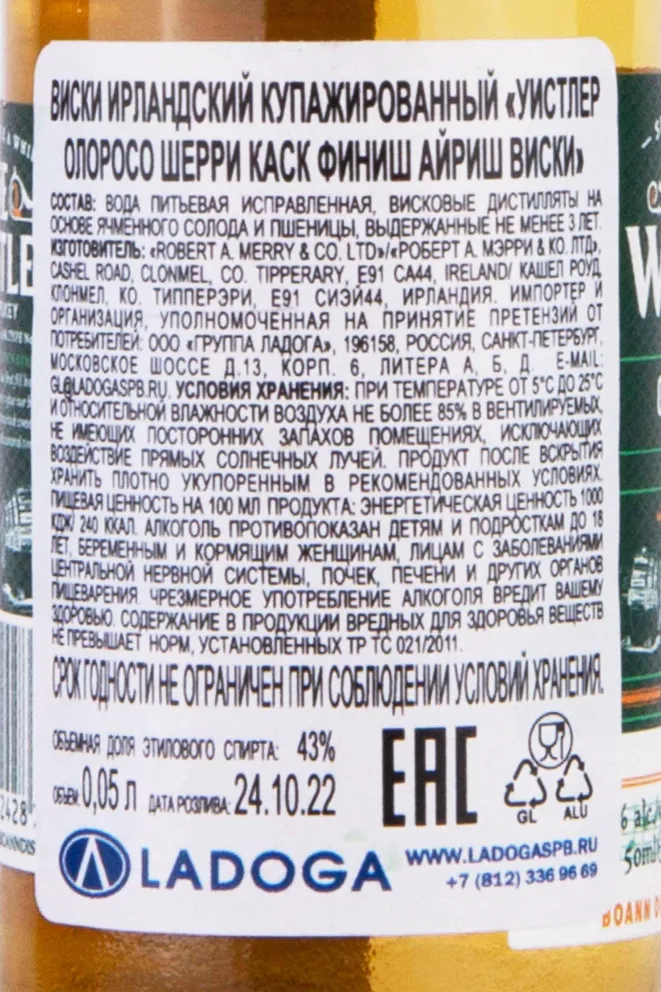 ВИСКИ ИРЛАНДСКИЙ КУПАЖИРОВАННЫЙ «УИСТЛЕР
ОЛОРОСО ШЕРРИ КАСК ФИНИШ АЙРИШ ВИСКИ»
СОСТАВ: ВОДА ПИТЬЕВАЯ ИСПРАВЛЕННАЯ, ВИСКОВЫЕ ДИСТИЛЛЯТЫ НА
ОСНОВЕ ЯЧМЕННОГО СОЛОДА И ПШЕНИЦЫ, ВЫДЕРЖАННЫЕ НЕ МЕНЕЕ 3 ЛЕТ.
ИЗГОТОВИТЕЛЬ: «ROBERT A. MERRY & CO. LTD»/«РОБЕРТ А. МЭРРИ & КО. ЛТД»,
CASHEL ROAD, CLONMEL, CO. TIPPERARY, E91 CA44, IRELAND/ КАШЕЛ РОУД,
КЛОНМЕЛ, КО. ТИППЕРЭРИ, Е91 СИЭЙ44, ИРЛАНДИЯ. ИМПОРТЕР И
ОРГАНИЗАЦИЯ, УПОЛНОМОЧЕННАЯ НА ПРИНЯТИЕ ПРЕТЕНЗИЙ ОТ
ПОТРЕБИТЕЛЕЙ: ООО «ГРУППА ЛАДОГА», 196158, РОССИЯ, САНКТ-ПЕТЕРБУРГ,
МОСКОВСКОЕ ШОССЕ Д.13, КОРП. 6, ЛИТЕРА А, Б, Д. E-MAIL:
GL@LADOGASPB.RU. УСЛОВИЯ ХРАНЕНИЯ: ПРИ ТЕМПЕРАТУРЕ ОТ 5°С ДО 25°С
И ОТНОСИТЕЛЬНОЙ ВЛАЖНОСТИ ВОЗДУХА НЕ БОЛЕЕ 85% В ВЕНТИЛИРУЕМЫХ,
НЕ ИМЕЮЩИХ ПОСТОРОННИХ ЗАПАХОВ ПОМЕЩЕНИЯХ, ИСКЛЮЧАЮЩИХ
ВОЗДЕЙСТВИЕ ПРЯМЫХ СОЛНЕЧНЫХ ЛУЧЕЙ. ПРОДУКТ ПОСЛЕ ВСКРЫТИЯ
ХРАНИТЬ ПЛОТНО УКУПОРЕННЫМ В РЕКОМЕНДОВАННЫХ УСЛОВИЯХ.
ПИЩЕВАЯ ЦЕННОСТЬ НА 100 МЛ ПРОДУКТА: ЭНЕРГЕТИЧЕСКАЯ ЦЕННОСТЬ 1000
КДЖ/ 240 ККАЛ. АЛКОГОЛЬ ПРОТИВОПОКАЗАН ДЕТЯМ И ПОДРОСТКАМ ДО 18
ЛЕТ, БЕРЕМЕННЫМ И КОРМЯЩИМ ЖЕНЩИНАМ, ЛИЦАМ С ЗАБОЛЕВАНИЯМИ
ЦЕНТРАЛЬНОЙ НЕРВНОЙ СИСТЕМЫ, ПОЧЕК, ПЕЧЕНИ И ДРУГИХ ОРГАНОВ
ПИЩЕВАРЕНИЯ. ЧРЕЗМЕРНОЕ УПОТРЕБЛЕНИЕ АЛКОГОЛЯ ВРЕДИТ ВАШЕМУ
ЗДОРОВЬЮ. СОДЕРЖАНИЕ В ПРОДУКЦИИ ВРЕДНЫХ ДЛЯ ЗДОРОВЬЯ ВЕЩЕСТВ
НЕ ПРЕВЫШАЕТ НОРМ, УСТАНОВЛЕННЫХ ТР ТС 021/2011.
СРОК ГОДНОСТИ НЕ ОГРАНИЧЕН ПРИ СОБЛЮДЕНИИ УСЛОВИЙ ХРАНЕНИЯ.
ОБЪЕМНАЯ ДОЛЯ ЭТИЛОВОГО СПИРТА: 43%
ОБЪЕМ: 0,05 Л ДАТА РОЗЛИВА: 24.10.22
EAC
GL ALU
LADOGA
WWW.LADOGASPB.RU
+7 (812) 336 96 69
50ml
BOANN